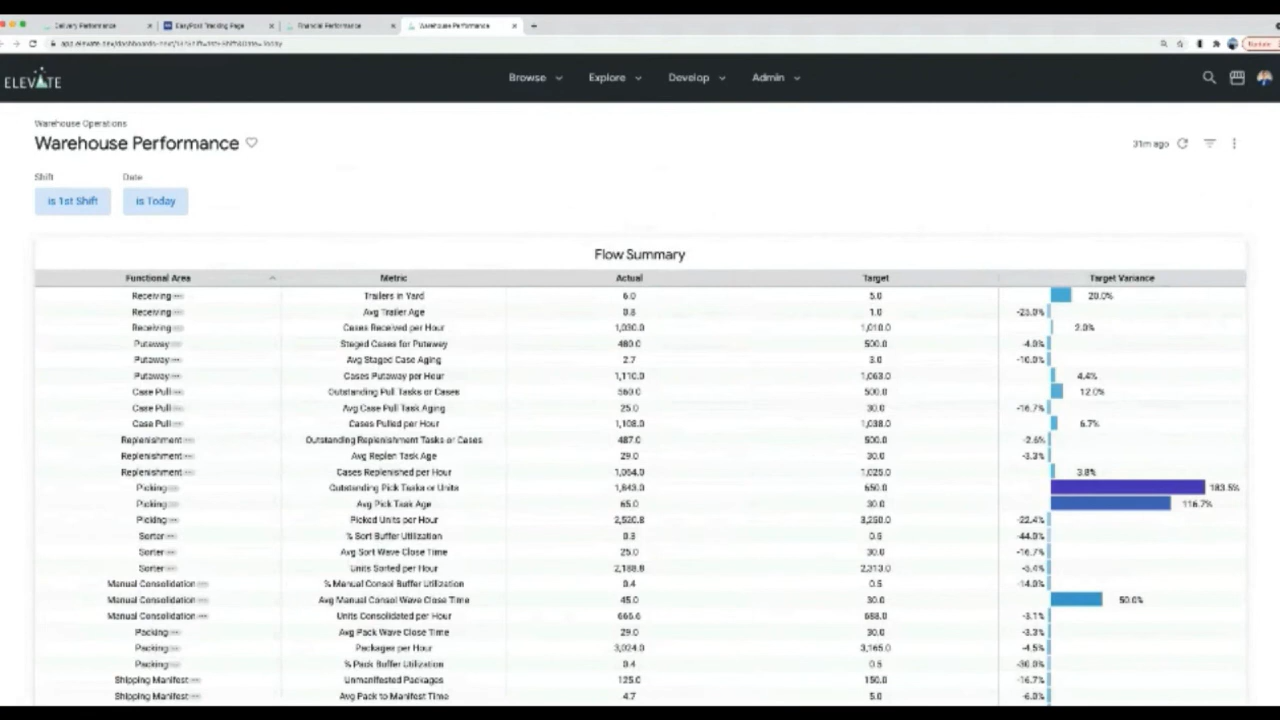 Delivery Performance × EasyPost Tracking Page × Financial Performance × Warehouse Performance × +
ELEVATE Browse Explore Develop Admin
Warehouse Operations
Warehouse Performance 31m ago
Shift Date
is 1st Shift is Today
Flow Summary
Functional Area Metric Actual Target Target Variance
Receiving Trailers in Yard 6.0 5.0 20.0%
Receiving Avg Trailer Age 0.8 1.0 -23.0%
Receiving Cases Received per Hour 1,030.0 1,010.0 2.0%
Putaway Staged Cases for Putaway 480.0 500.0 -4.0%
Putaway Avg Staged Case Aging 2.7 3.0 -10.0%
Putaway Cases Putaway per Hour 1,110.0 1,063.0 4.4%
Case Pull Outstanding Pull Tasks or Cases 560.0 500.0 12.0%
Case Pull Avg Case Pull Task Aging 25.0 30.0 -16.7%
Case Pull Cases Pulled per Hour 1,108.0 1,038.0 6.7%
Replenishment Outstanding Replenishment Tasks or Cases 487.0 500.0 -2.6%
Replenishment Avg Replen Task Age 29.0 30.0 -3.3%
Replenishment Cases Replenished per Hour 1,064.0 1,025.0 3.8%
Picking Outstanding Pick Tasks or Units 1,843.0 650.0 183.5%
Picking Avg Pick Task Age 65.0 30.0 116.7%
Picking Picked Units per Hour 2,520.8 3,250.0 -22.4%
Sorter % Sort Buffer Utilization 0.3 0.5 -44.0%
Sorter Avg Sort Wave Close Time 25.0 30.0 -16.7%
Sorter Units Sorted per Hour 2,188.8 2,313.0 -5.4%
Manual Consolidation % Manual Consol Buffer Utilization 0.4 0.5 -14.0%
Manual Consolidation Avg Manual Consol Wave Close Time 45.0 30.0 50.0%
Manual Consolidation Units Consolidated per Hour 666.6 688.0 -3.1%
Packing Avg Pack Wave Close Time 29.0 30.0 -3.3%
Packing Packages per Hour 3,024.0 3,165.0 -4.5%
Packing % Pack Buffer Utilization 0.4 0.5 -30.0%
Shipping Manifest Unmanifested Packages 125.0 150.0 -16.7%
Shipping Manifest Avg Pack to Manifest Time 4.7 5.0 -6.0%